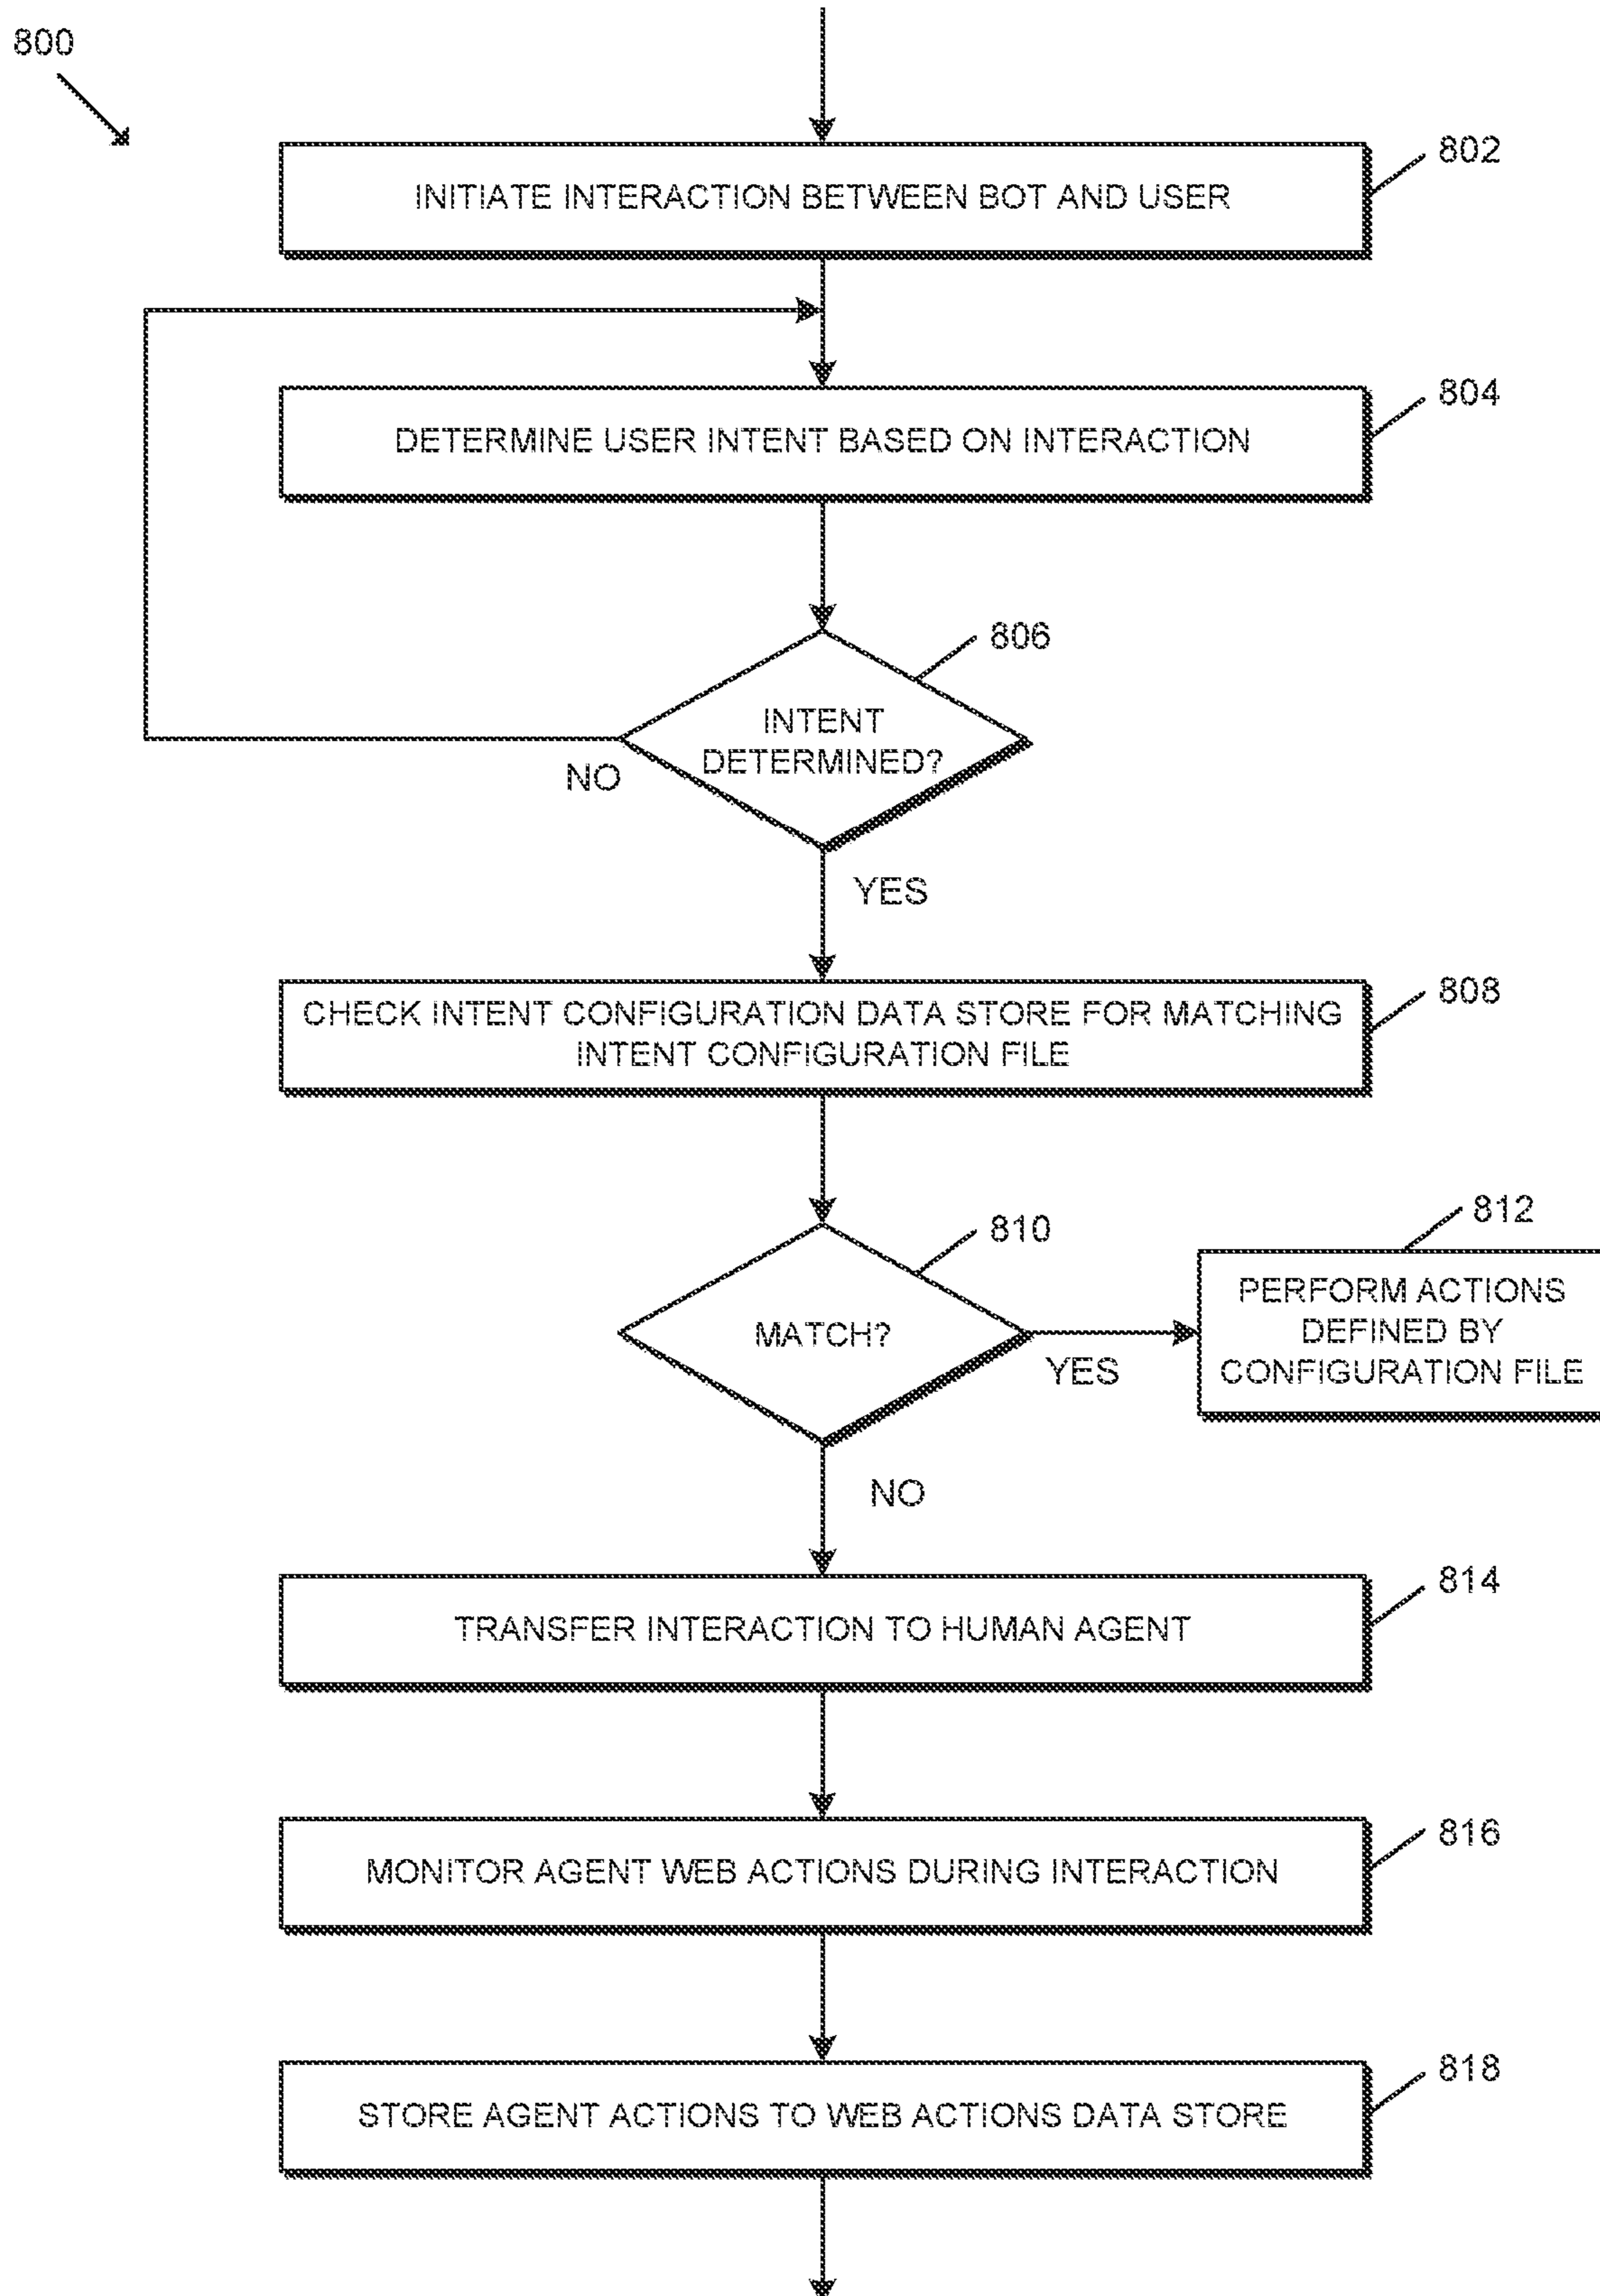 800
802
INITIATE INTERACTION BETWEEN BOT AND USER
804
DETERMINE USER INTENT BASED ON INTERACTION
806
INTENT
DETERMINED?
NO
YES
808
CHECK INTENT CONFIGURATION DATA STORE FOR MATCHING
INTENT CONFIGURATION FILE
810
MATCH?
YES
812
PERFORM ACTIONS
DEFINED BY
CONFIGURATION FILE
NO
814
TRANSFER INTERACTION TO HUMAN AGENT
816
MONITOR AGENT WEB ACTIONS DURING INTERACTION
818
STORE AGENT ACTIONS TO WEB ACTIONS DATA STORE